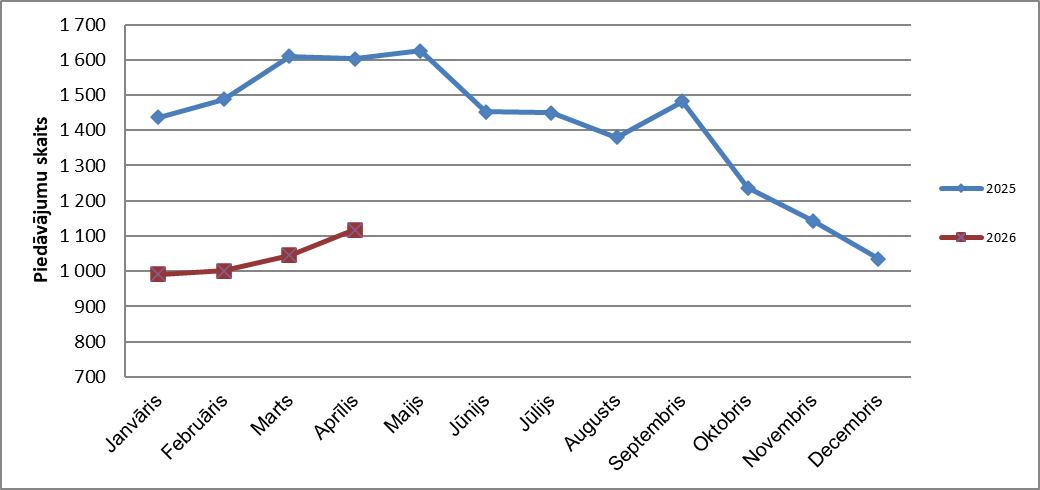 1 700
1 600
1 500
1 400
1 300
1 200
1 100
1 000
900
800
700
Piedāvājumu skaits
Janvāris
Februāris
Marts
Aprīlis
Maijs
Jūnijs
Jūlijs
Augusts
Septembris
Oktobris
Novembris
Decembris
2025
2026